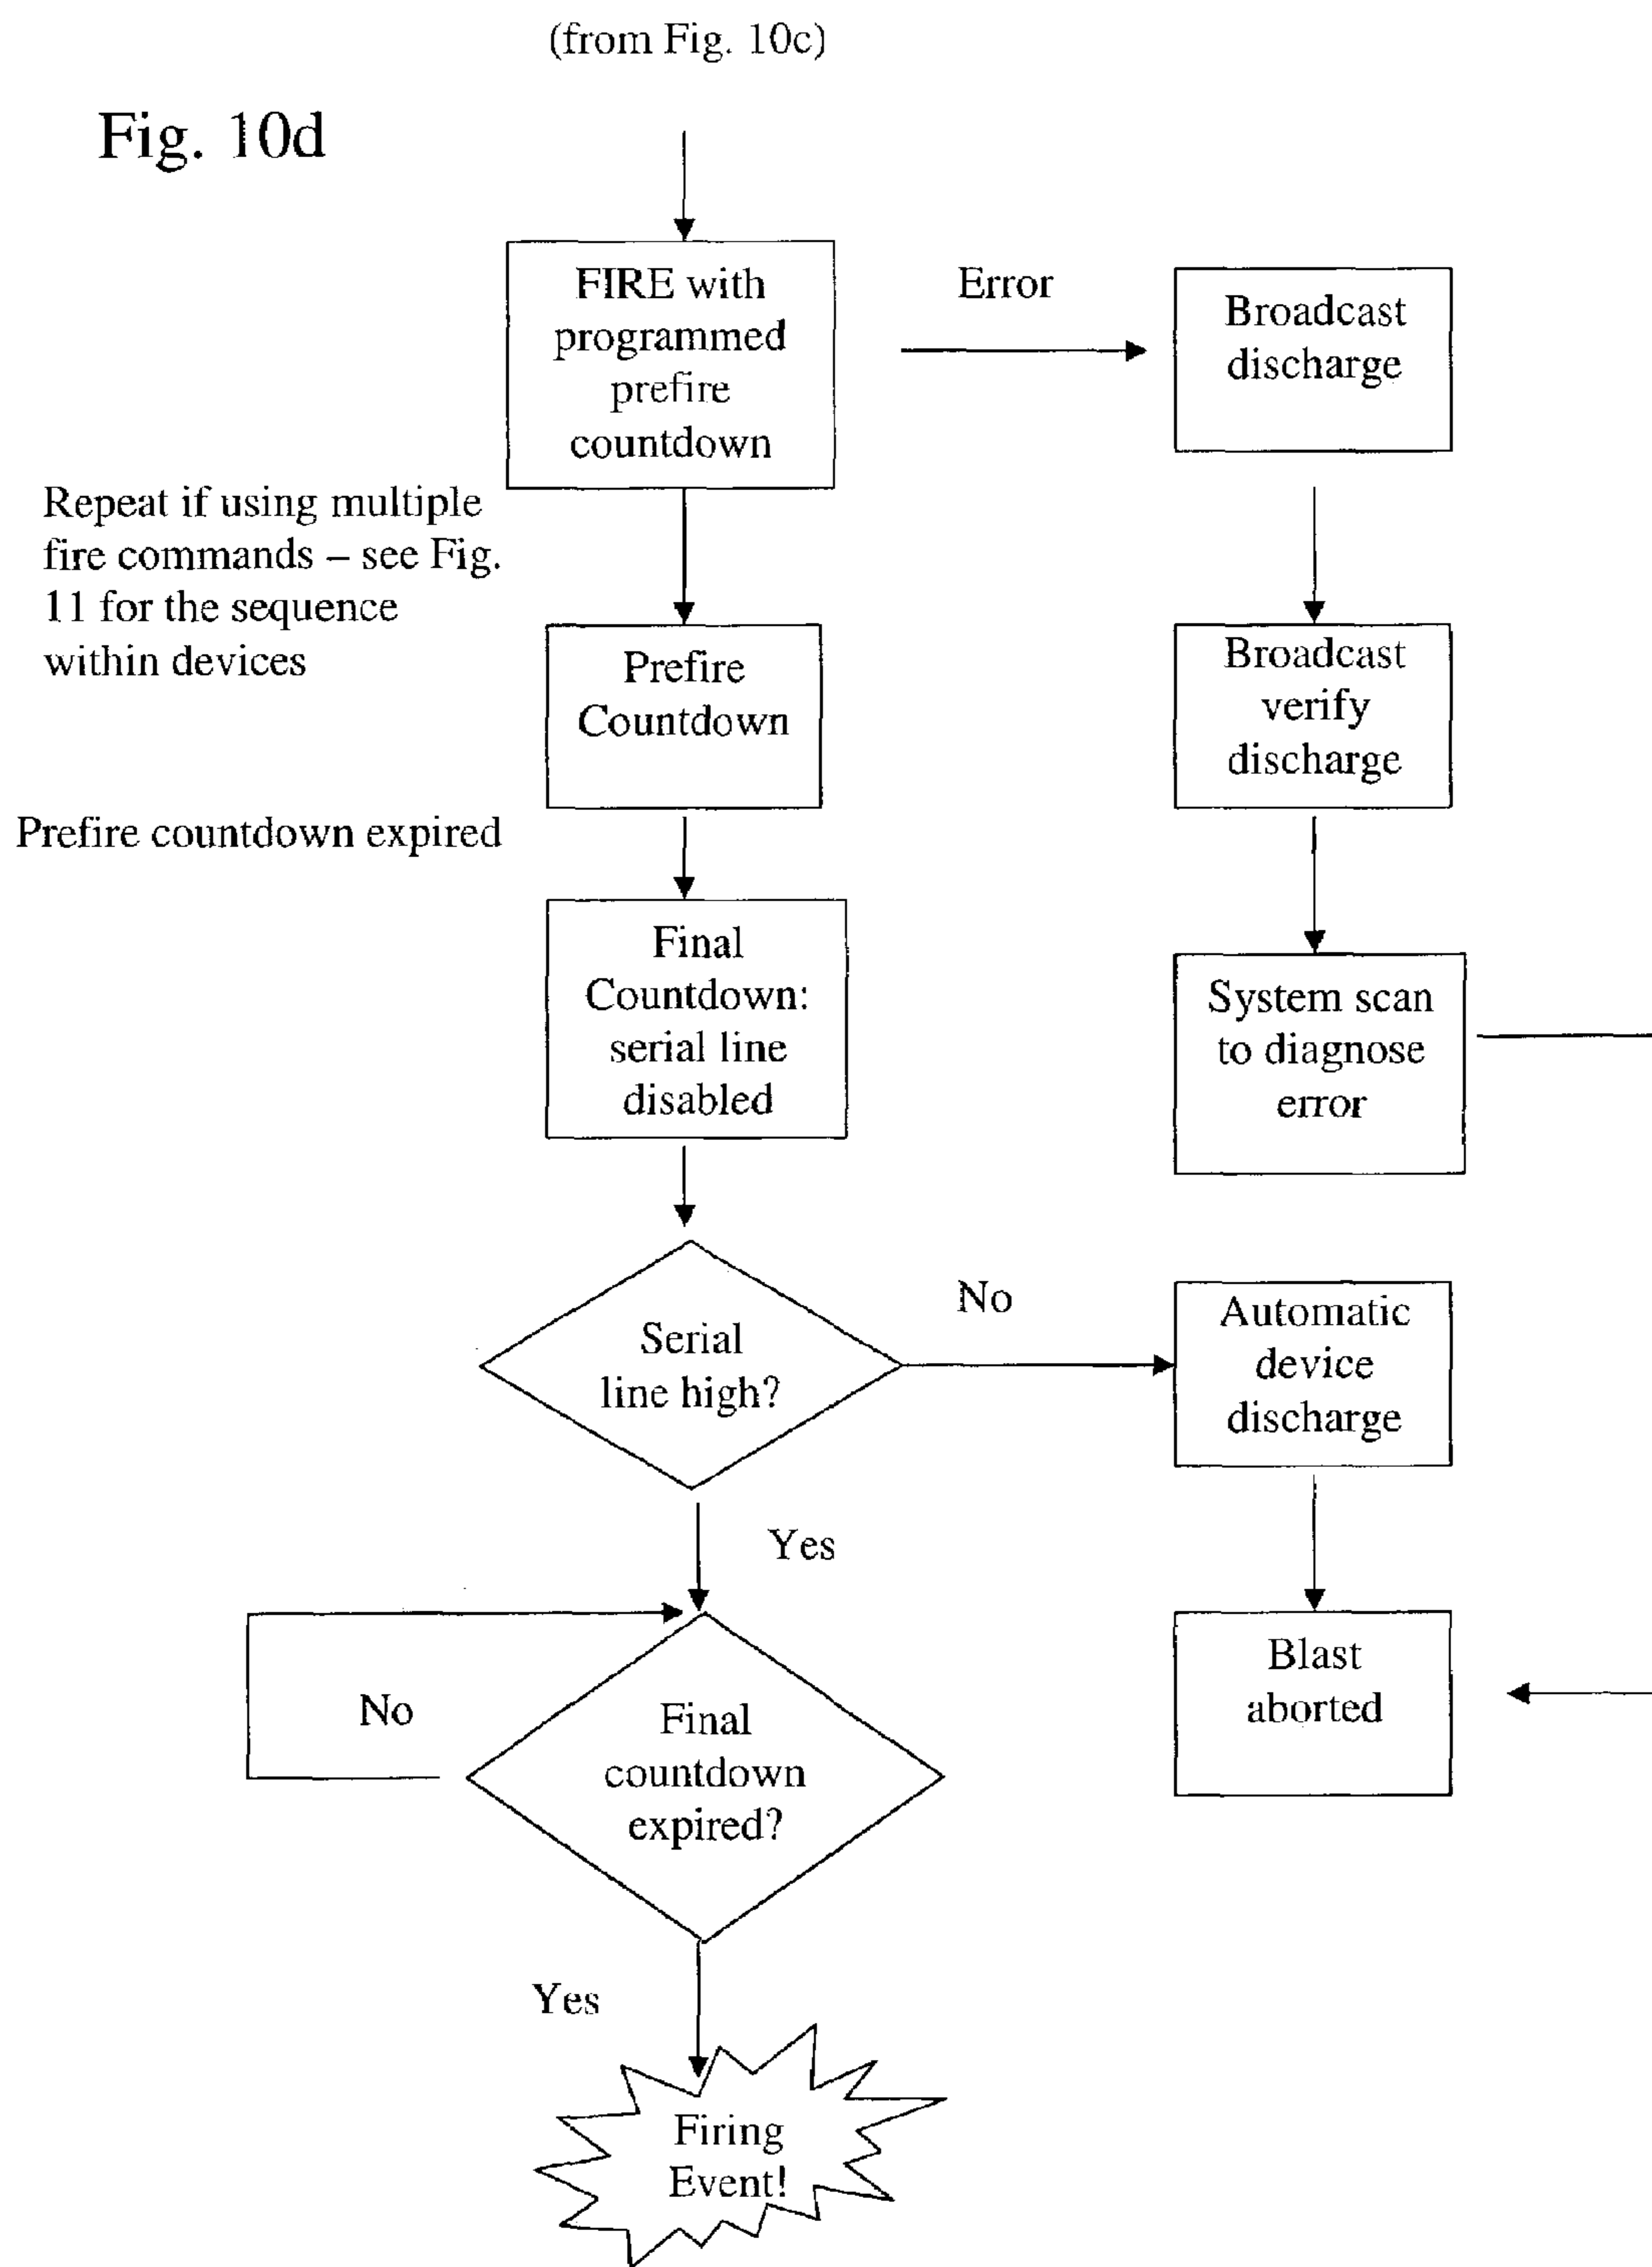 (from Fig. 10c)
Fig. 10d
FIRE with
programmed
prefire
countdown
Error
Broadcast
discharge
Repeat if using multiple
fire commands – see Fig.
11 for the sequence
within devices
Prefire
Countdown
Broadcast
verify
discharge
Prefire countdown expired
Final
Countdown:
serial line
disabled
System scan
to diagnose
error
Serial
line high?
No
Automatic
device
discharge
Yes
Blast
aborted
No
Final
countdown
expired?
Yes
Firing
Event!